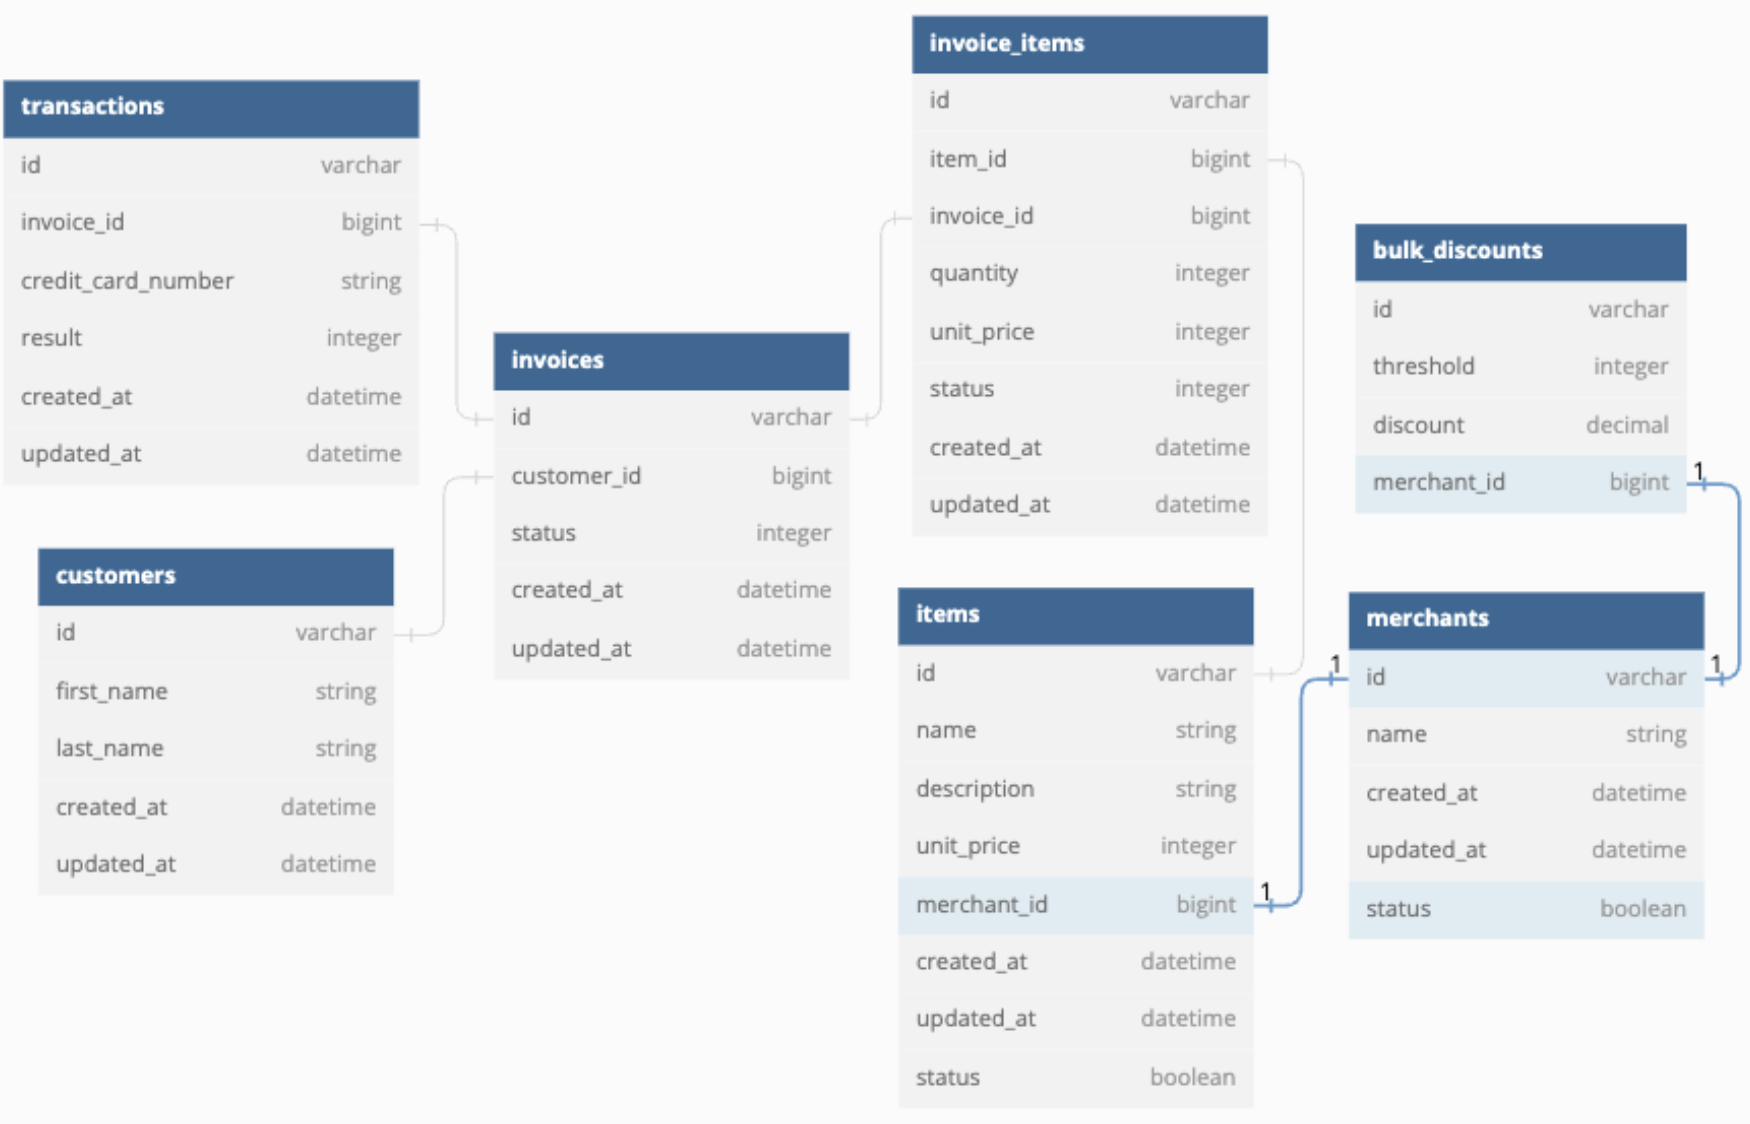 transactions
id varchar
invoice_id bigint
credit_card_number string
result integer
created_at datetime
updated_at datetime
customers
id varchar
first_name string
last_name string
created_at datetime
updated_at datetime
invoices
id varchar
customer_id bigint
status integer
created_at datetime
updated_at datetime
invoice_items
id varchar
item_id bigint
invoice_id bigint
quantity integer
unit_price integer
status integer
created_at datetime
updated_at datetime
items
id varchar
name string
description string
unit_price integer
merchant_id bigint 1
created_at datetime
updated_at datetime
status boolean
bulk_discounts
id varchar
threshold integer
discount decimal
merchant_id bigint 1
merchants
1 id varchar 1
name string
created_at datetime
updated_at datetime
status boolean